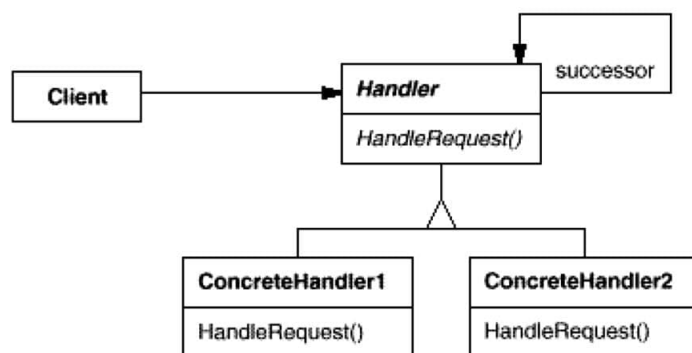 Client
Handler
successor
HandleRequest()
ConcreteHandler1
ConcreteHandler2
HandleRequest()
HandleRequest()